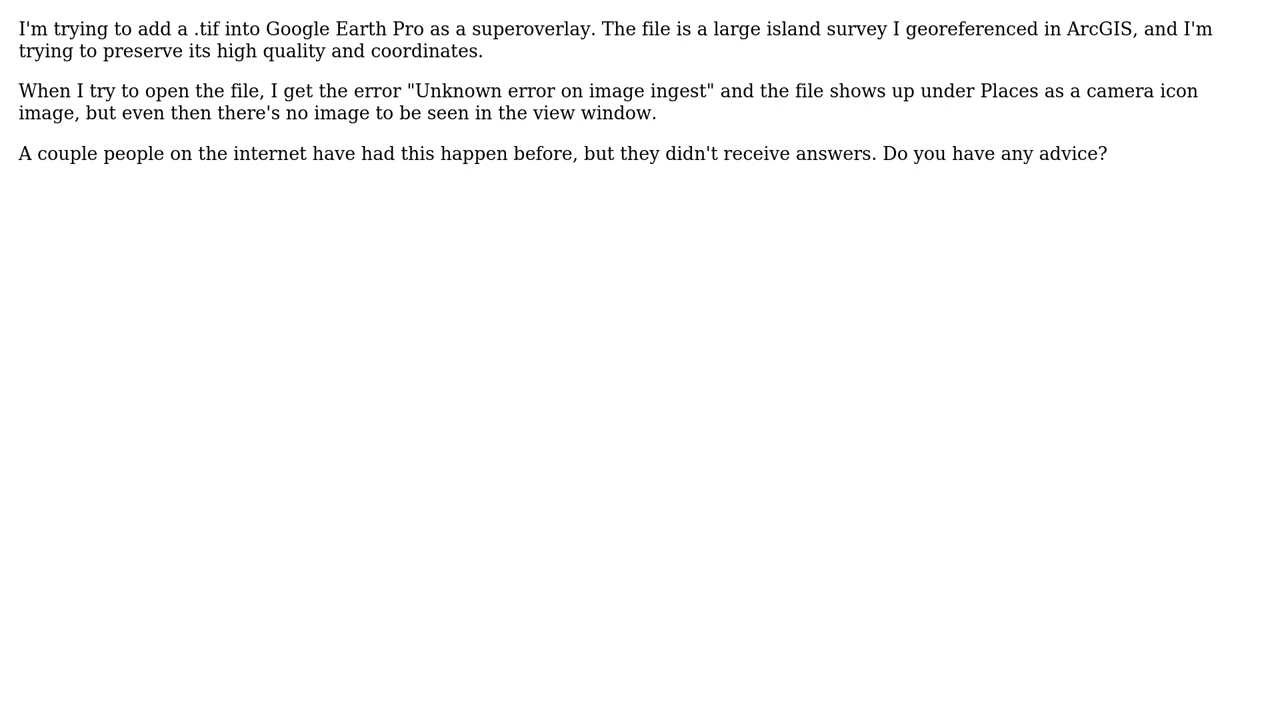 I'm trying to add a .tif into Google Earth Pro as a superoverlay. The file is a large island survey I georeferenced in ArcGIS, and I'm
trying to preserve its high quality and coordinates.
When I try to open the file, I get the error "Unknown error on image ingest" and the file shows up under Places as a camera icon
image, but even then there's no image to be seen in the view window.
A couple people on the internet have had this happen before, but they didn't receive answers. Do you have any advice?